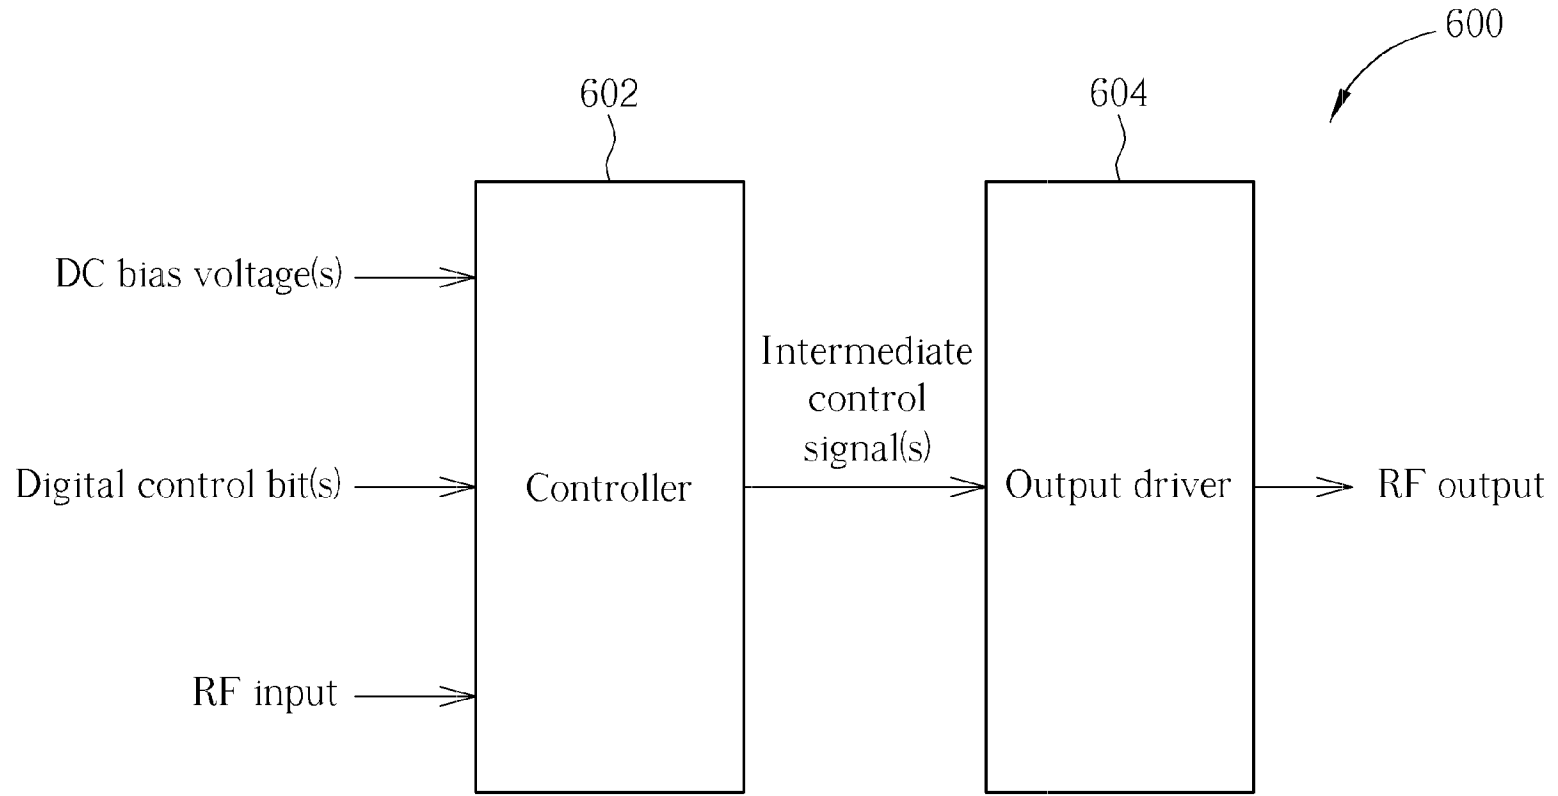 600
602
604
DC bias voltage(s)
Intermediate
control
signal(s)
Digital control bit(s)
Controller
Output driver
RF output
RF input